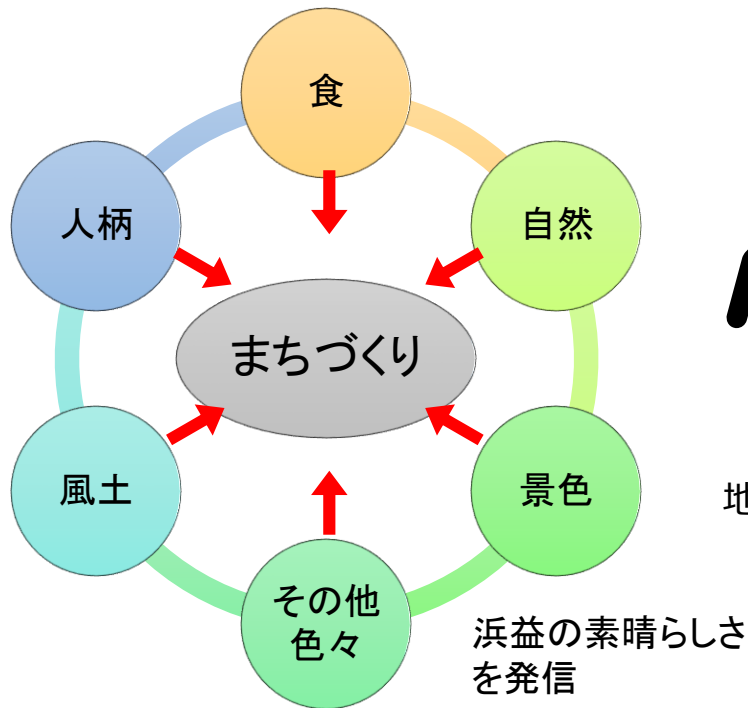 食
人柄
自然
まちづくり
風土
景色
地
その他
色々
浜益の素晴らしさ
を発信